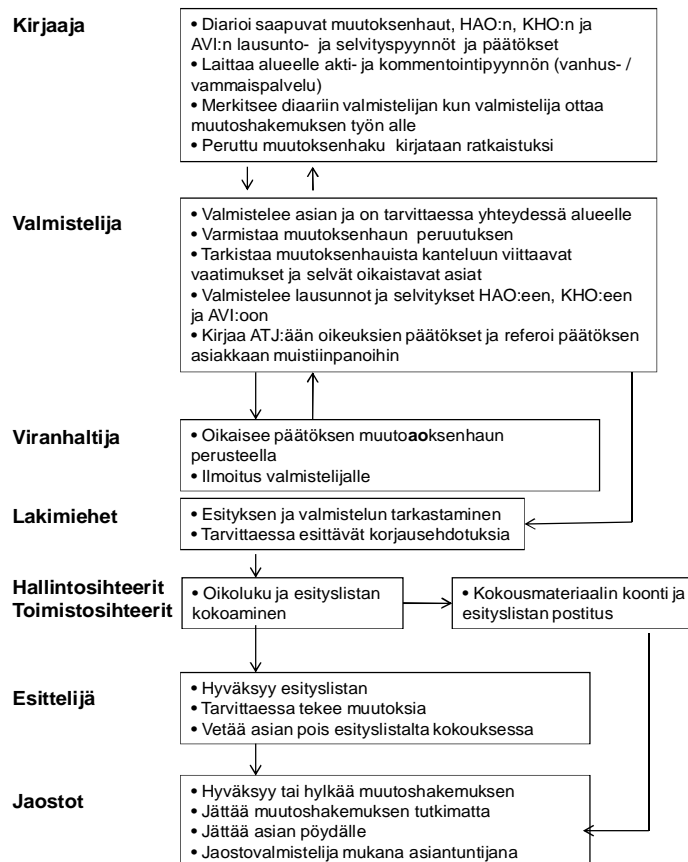 Kirjaaja
• Diarioi saapuvat muutoksenhaut, HAO:n, KHO:n ja
AVI:n lausunto- ja selvityspyynnöt ja päätökset
• Laittaa alueelle akti- ja kommentointipyynnön (vanhus- /
vammaispalvelu)
• Merkitsee diaariin valmistelijan kun valmistelija ottaa
muutoshakemuksen työn alle
• Peruttu muutoksenhaku kirjataan ratkaistuksi
Valmistelija
• Valmistelee asian ja on tarvittaessa yhteydessä alueelle
• Varmistaa muutoksenhaun peruutuksen
• Tarkistaa muutoksenhauista kanteluun viittaavat
vaatimukset ja selvät oikaistavat asiat
• Valmistelee lausunnot ja selvitykset HAO:een, KHO:een
ja AVI:oon
• Kirjaa ATJ:ään oikeuksien päätökset ja referoi päätöksen
asiakkaan muistiinpanoihin
Viranhaltija
• Oikaisee päätöksen muutoaoksenhaun
perusteella
• Ilmoitus valmistelijalle
Lakimiehet
• Esityksen ja valmistelun tarkastaminen
• Tarvittaessa esittävät korjausehdotuksia
Hallintosihteerit
Toimistosihteerit
• Oikoluku ja esityslistan
kokoaminen
• Kokousmateriaalin koonti ja
esityslistan postitus
Esittelijä
• Hyväksyy esityslistan
• Tarvittaessa tekee muutoksia
• Vetää asian pois esityslistalta kokouksessa
Jaostot
• Hyväksyy tai hylkää muutoshakemuksen
• Jättää muutoshakemuksen tutkimatta
• Jättää asian pöydälle
• Jaostovalmistelija mukana asiantuntijana